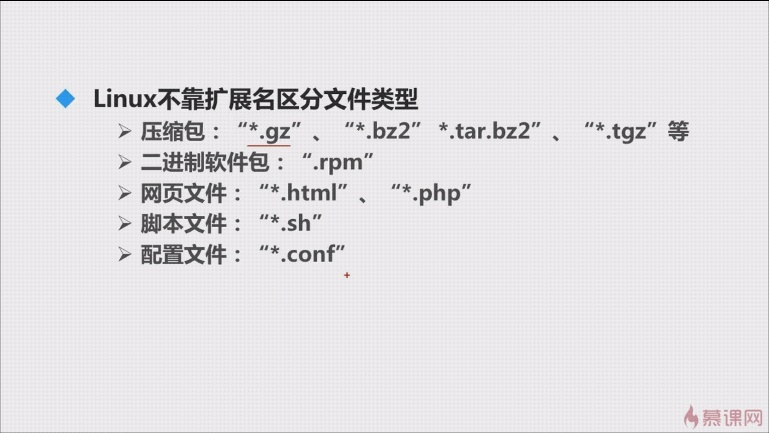 Linux不靠扩展名区分文件类型
压缩包：“*.gz”、“*.bz2” *.tar.bz2”、“*.tgz”等
二进制软件包：“.rpm”
网页文件：“*.html”、“*.php”
脚本文件：“*.sh”
配置文件：“*.conf”
慕课网